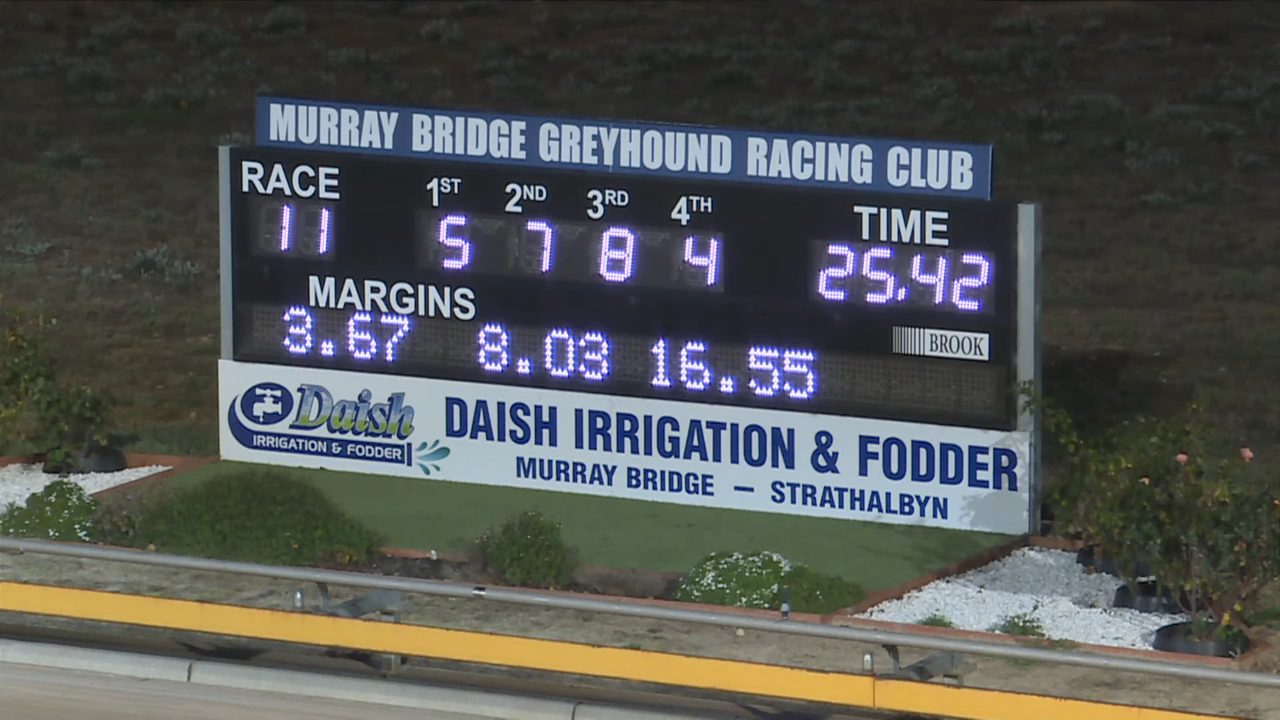 MURRAY BRIDGE GREYHOUND RACING CLUB
RACE 1ST 2ND 3RD 4TH TIME
11 5 7 8 4 25.42
MARGINS
3.67 8.03 16.55
BROOK
Daish
IRRIGATION & FODDER
DAISH IRRIGATION & FODDER
MURRAY BRIDGE – STRATHALBYN